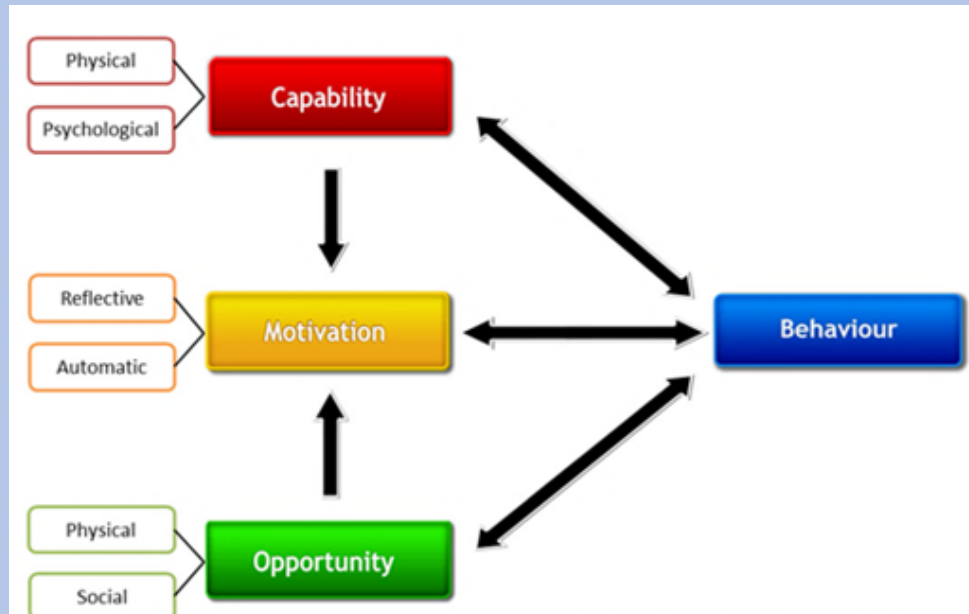 Physical
Psychological
Capability
Reflective
Automatic
Motivation
Behaviour
Physical
Social
Opportunity